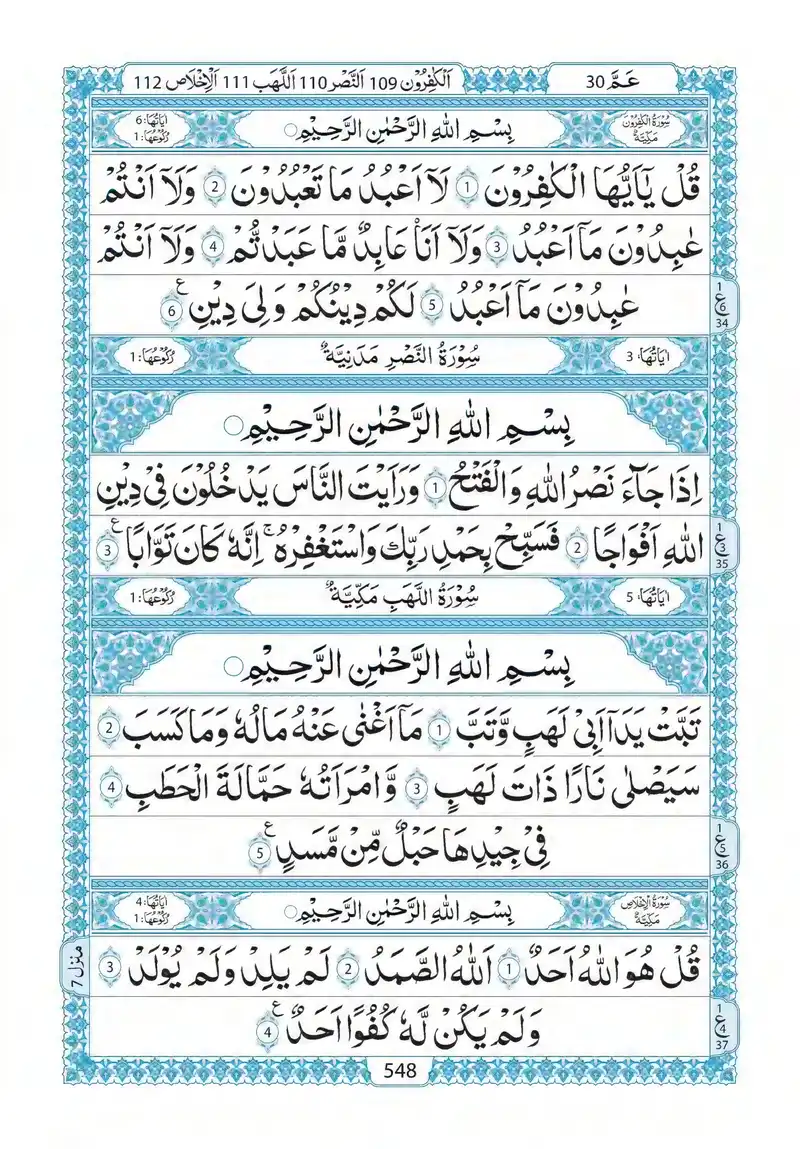 عَمَّ 30
اَلْكٰفِرُوْن 109 اَلنَّصْر 110 اَللَّهَب 111 اَلْاِخْلَاص 112
سُوْرَةُ الْكٰفِرُوْنَ مَكِّيَّةٌ
بِسْمِ اللّٰهِ الرَّحْمٰنِ الرَّحِيْمِ
اٰيَاتُهَا: 6
رُكُوْعُهَا: 1
قُلْ يٰٓاَيُّهَا الْكٰفِرُوْنَ 1 لَآ اَعْبُدُ مَا تَعْبُدُوْنَ 2 وَلَآ اَنْتُمْ
عٰبِدُوْنَ مَآ اَعْبُدُ 3 وَلَآ اَنَا۠ عَابِدٌ مَّا عَبَدْتُّمْ 4 وَلَآ اَنْتُمْ
عٰبِدُوْنَ مَآ اَعْبُدُ 5 لَكُمْ دِيْنُكُمْ وَلِيَ دِيْنِ 6 ع
1 ع 6 34
اٰيَاتُهَا: 3 سُوْرَةُ النَّصْرِ مَدَنِيَّةٌ رُكُوْعُهَا: 1
بِسْمِ اللّٰهِ الرَّحْمٰنِ الرَّحِيْمِ
اِذَا جَآءَ نَصْرُ اللّٰهِ وَالْفَتْحُ 1 وَرَاَيْتَ النَّاسَ يَدْخُلُوْنَ فِيْ دِيْنِ
اللّٰهِ اَفْوَاجًا 2 فَسَبِّحْ بِحَمْدِ رَبِّكَ وَاسْتَغْفِرْهُ ۚ اِنَّهٗ كَانَ تَوَّابًا 3 ع
1 ع 3 35
اٰيَاتُهَا: 5 سُوْرَةُ اللَّهَبِ مَكِّيَّةٌ رُكُوْعُهَا: 1
بِسْمِ اللّٰهِ الرَّحْمٰنِ الرَّحِيْمِ
تَبَّتْ يَدَآ اَبِيْ لَهَبٍ وَّتَبَّ 1 مَآ اَغْنٰى عَنْهُ مَالُهٗ وَمَا كَسَبَ 2
سَيَصْلٰى نَارًا ذَاتَ لَهَبٍ 3 وَّامْرَاَتُهٗ حَمَّالَةَ الْحَطَبِ 4
فِيْ جِيْدِهَا حَبْلٌ مِّنْ مَّسَدٍ 5 ع
1 ع 5 36
سُوْرَةُ الْاِخْلَاصِ مَكِّيَّةٌ
بِسْمِ اللّٰهِ الرَّحْمٰنِ الرَّحِيْمِ
اٰيَاتُهَا: 4
رُكُوْعُهَا: 1
قُلْ هُوَ اللّٰهُ اَحَدٌ 1 اَللّٰهُ الصَّمَدُ 2 لَمْ يَلِدْ وَلَمْ يُوْلَدْ 3
منزل 7
وَلَمْ يَكُنْ لَّهٗ كُفُوًا اَحَدٌ 4 ع
1 ع 4 37
548